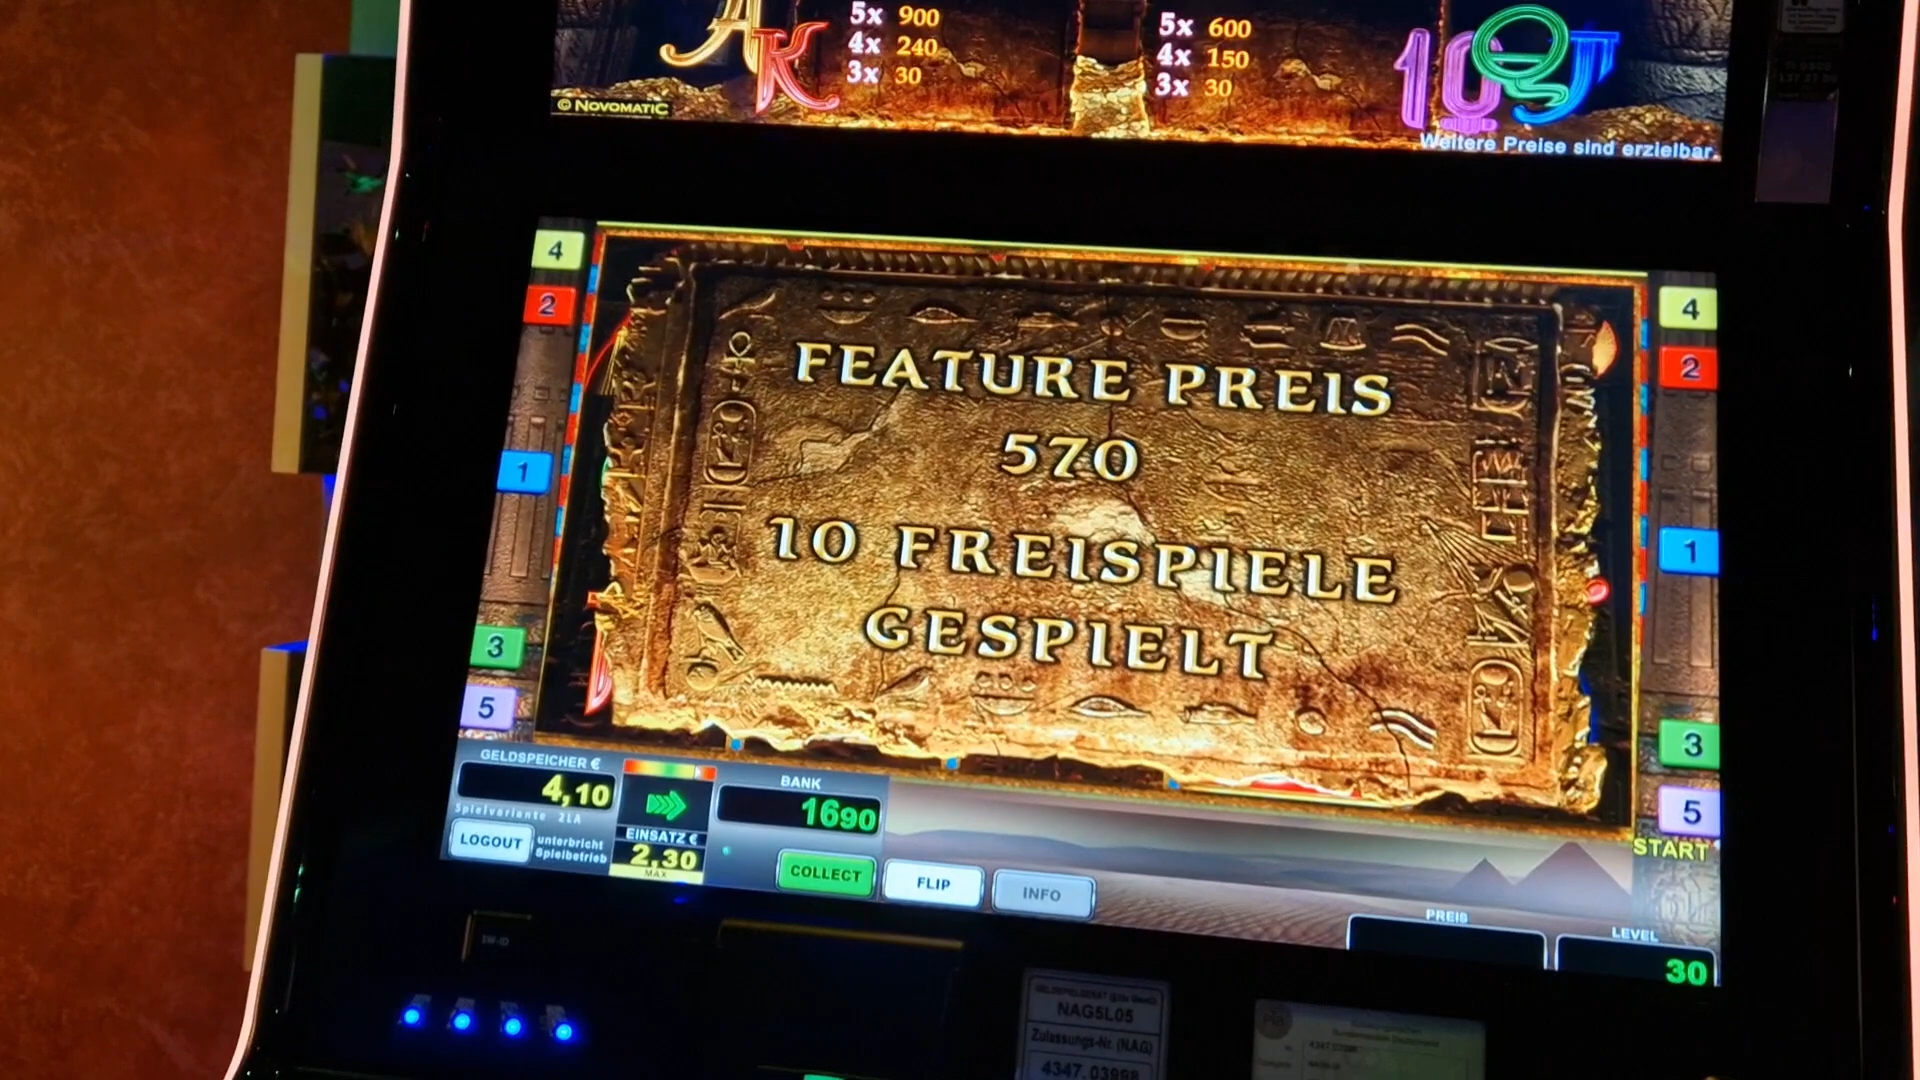 5x 900
4x 240
3x 30
5x 600
4x 150
3x 30
A K
10 Q J
© NOVOMATIC
Weitere Preise sind erzielbar.
4
2
1
3
5
FEATURE PREIS
570
10 FREISPIELE
GESPIELT
4
2
1
3
5
GELDSPEICHER €
4,10
Spielvariante 2LA
LOGOUT
unterbricht
Spielbetrieb
EINSATZ €
2,30
MAX
BANK
1690
COLLECT
FLIP
INFO
START
PREIS
LEVEL
30
NAG5L05
Zulassungs-Nr. (NAG)
4347.03998